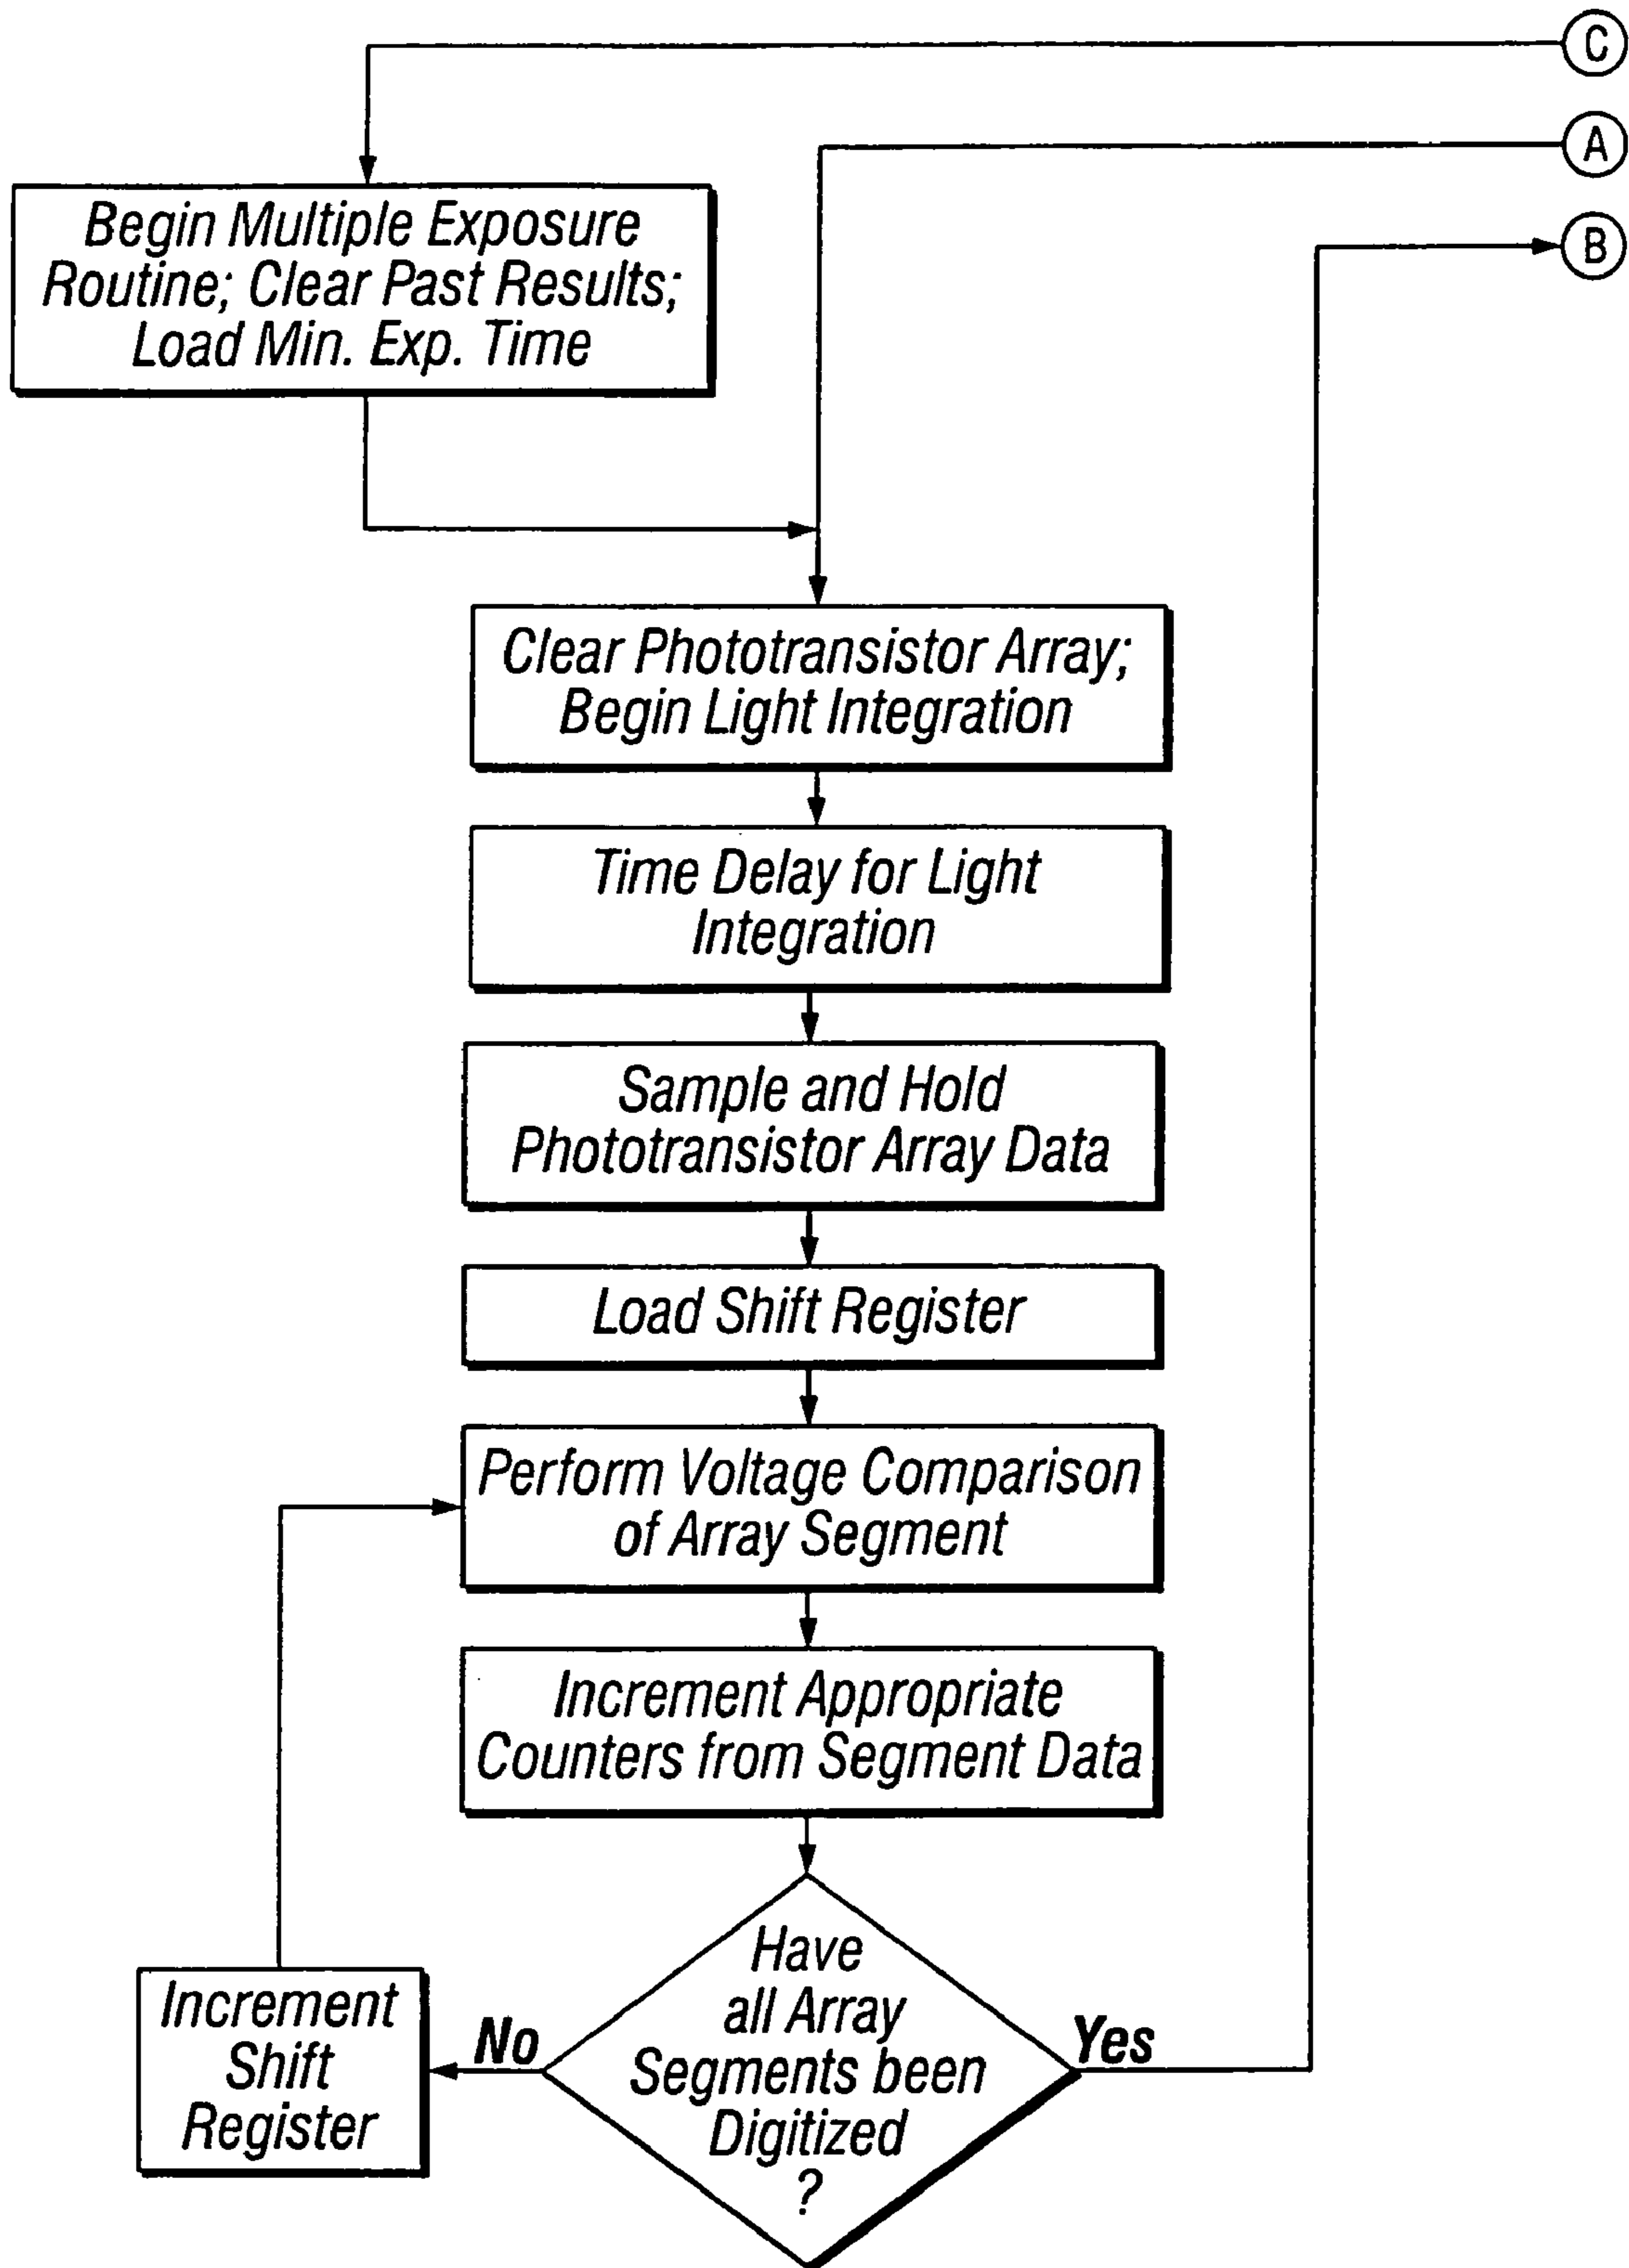 C
A
B
Begin Multiple Exposure
Routine; Clear Past Results;
Load Min. Exp. Time
Clear Phototransistor Array;
Begin Light Integration
Time Delay for Light
Integration
Sample and Hold
Phototransistor Array Data
Load Shift Register
Perform Voltage Comparison
of Array Segment
Increment Appropriate
Counters from Segment Data
Have
all Array
Segments been
Digitized
?
No
Yes
Increment
Shift
Register